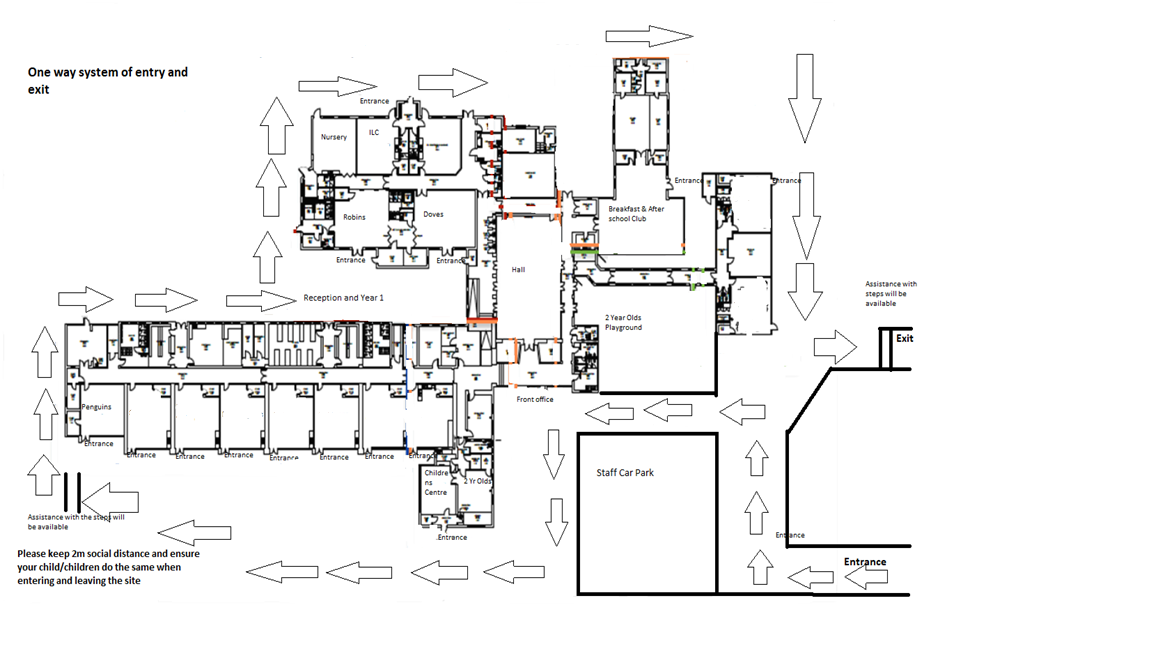 One way system of entry and
exit
Entrance
Nursery
ILC
Robins
Doves
Entrance
Entrance
Reception and Year 1
Hall
Breakfast & After
school Club
Entrance
Entrance
2 Year Olds
Playground
Assistance with
steps will be
available
Exit
Front office
Penguins
Entrance
Entrance
Entrance
Entrance
Entrance
Entrance
Entrance
Entrance
Childre
ns
Centre
2 Yr Olds
Entrance
Staff Car Park
Entrance
Entrance
Assistance with the steps will
be available
Please keep 2m social distance and ensure
your child/children do the same when
entering and leaving the site